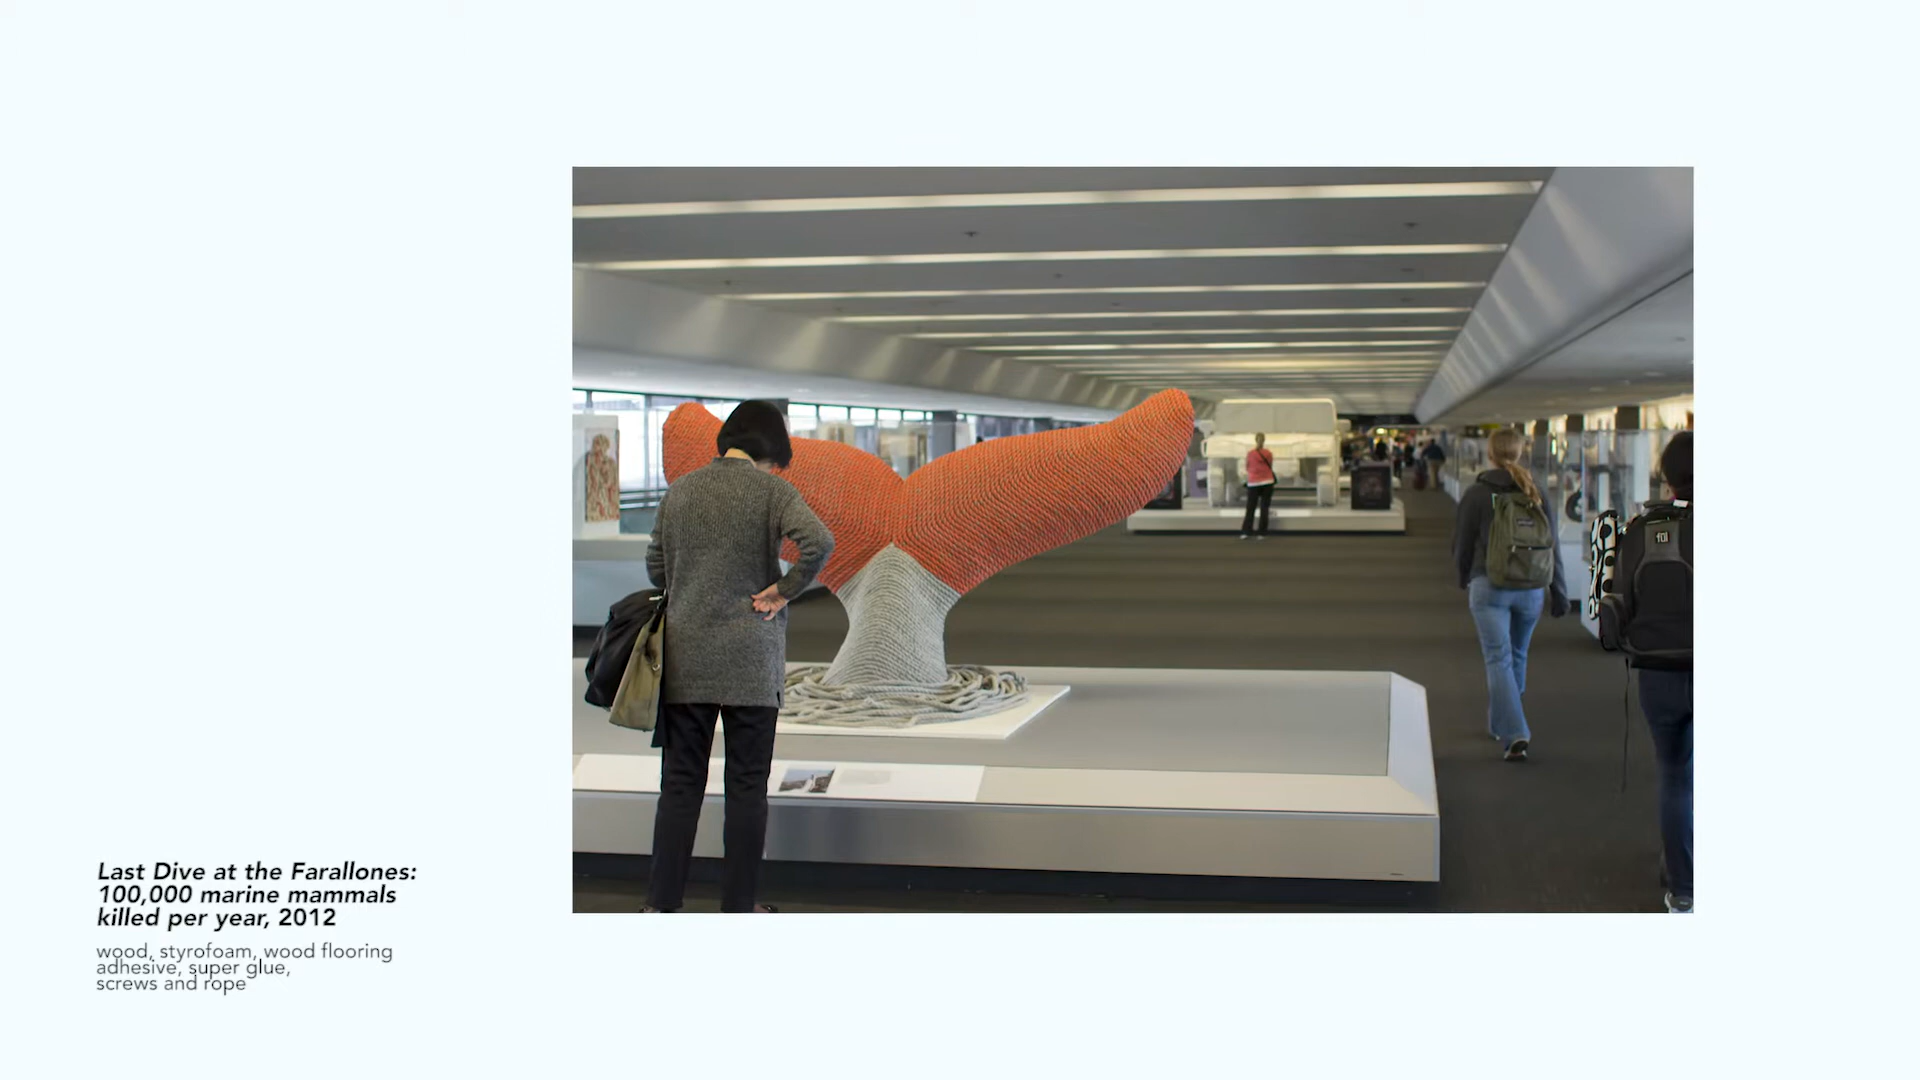 Last Dive at the Farallones:
100,000 marine mammals
killed per year, 2012
wood, styrofoam, wood flooring
adhesive, super glue,
screws and rope